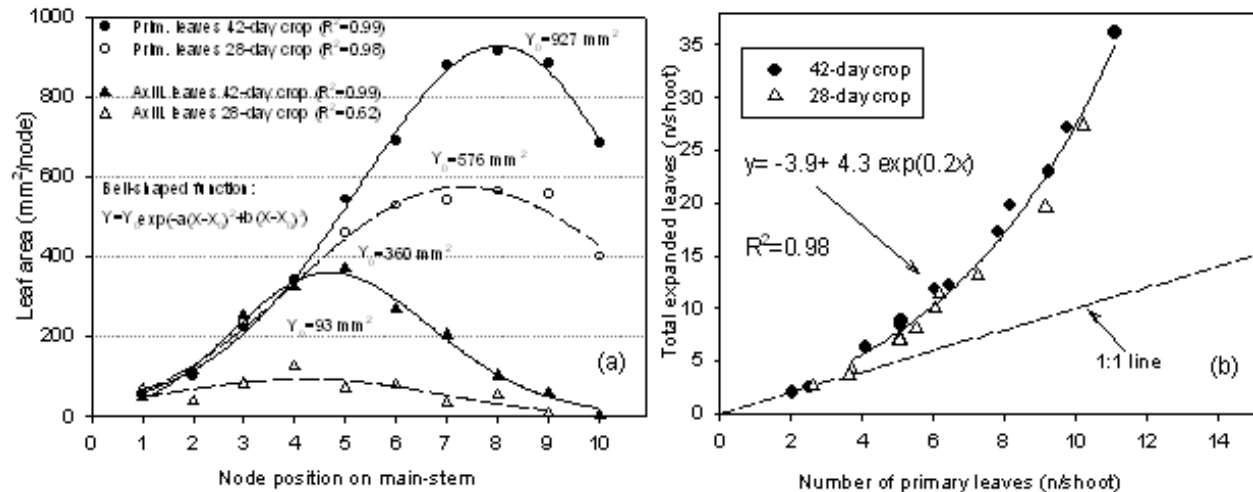 Prim. leaves 42-day crop (R²=0.99)
Prim. leaves 28-day crop (R²=0.98)
Axill. leaves 42-day crop (R²=0.99)
Axill. leaves 28-day crop (R²=0.62)
Bell-shaped function:
Y=Y₀exp(-a(X-X₀)²+b(X-X₀)³)
Y₀=927 mm²
Y₀=576 mm²
Y₀=360 mm²
Y₀=93 mm²
(a)
Leaf area (mm²/node)
1000
800
600
400
200
0
0 1 2 3 4 5 6 7 8 9 10
Node position on main-stem
42-day crop
28-day crop
y= -3.9+ 4.3 exp(0.2x)
R²=0.98
1:1 line
(b)
Total expanded leaves (n/shoot)
35
30
25
20
15
10
5
0
0 2 4 6 8 10 12 14
Number of primary leaves (n/shoot)